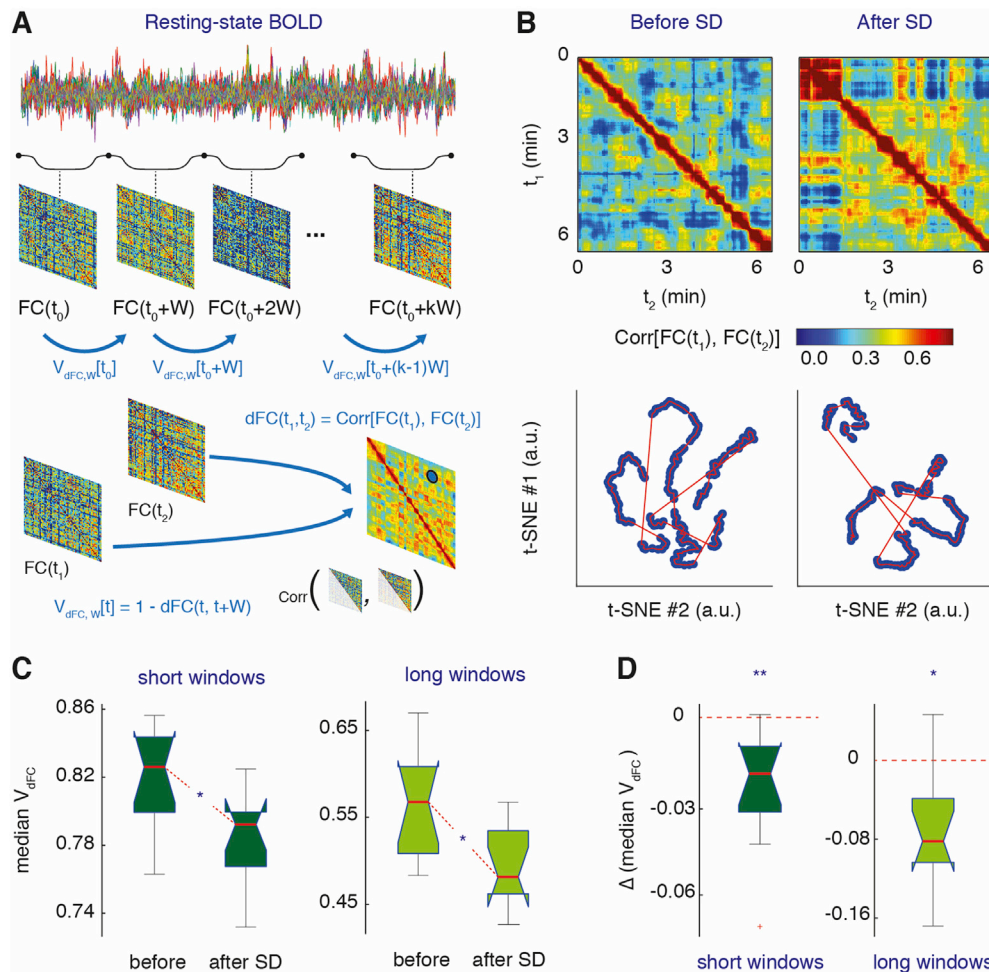 A
Resting-state BOLD
...
FC(t0)
FC(t0+W)
FC(t0+2W)
FC(t0+kW)
VdFC,W[t0]
VdFC,W[t0+W]
VdFC,W[t0+(k-1)W]
dFC(t1,t2) = Corr[FC(t1), FC(t2)]
FC(t2)
FC(t1)
Corr( , )
VdFC, W[t] = 1 - dFC(t, t+W)
B
Before SD
After SD
0
3
6
t1 (min)
0 3 6
0 3 6
t2 (min)
t2 (min)
Corr[FC(t1), FC(t2)]
0.0 0.3 0.6
t-SNE #1 (a.u.)
t-SNE #2 (a.u.)
t-SNE #2 (a.u.)
C
short windows
long windows
median VdFC
0.86
0.82
0.78
0.74
*
before
after SD
0.65
0.55
0.45
*
before
after SD
D
**
*
Δ (median VdFC)
0
-0.03
-0.06
+
short windows
0
-0.08
-0.16
long windows